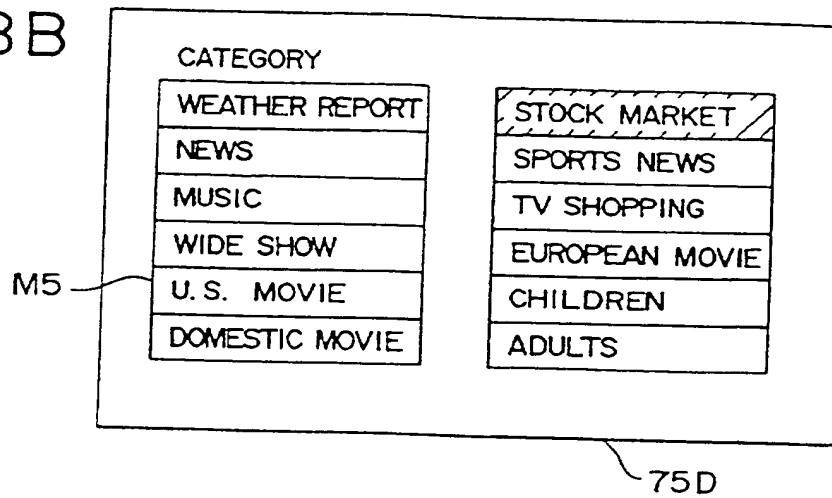 3B
CATEGORY
WEATHER REPORT
NEWS
MUSIC
WIDE SHOW
U.S. MOVIE
DOMESTIC MOVIE
STOCK MARKET
SPORTS NEWS
TV SHOPPING
EUROPEAN MOVIE
CHILDREN
ADULTS
M5
75D